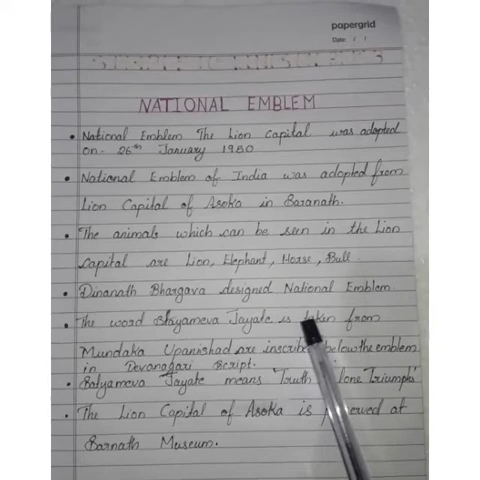 papergrid
Date: / /
NATIONAL EMBLEM
• National Emblem The Lion Capital was adopted
on 26th January 1950
• National Emblem of India was adopted from
Lion Capital of Asoka in Saranath.
• The animals which can be seen in the Lion
Capital are Lion, Elephant, Horse, Bull.
• Dinanath Bhargava designed National Emblem
• The word Styameva Jayate is taken from
Mundaka Upanishad are inscribed below the emblem
in Devanagari Script.
• Satyameva Jayate means Truth Triumphs
• The Lion Capital of Asoka is at
Sarnath Museum.